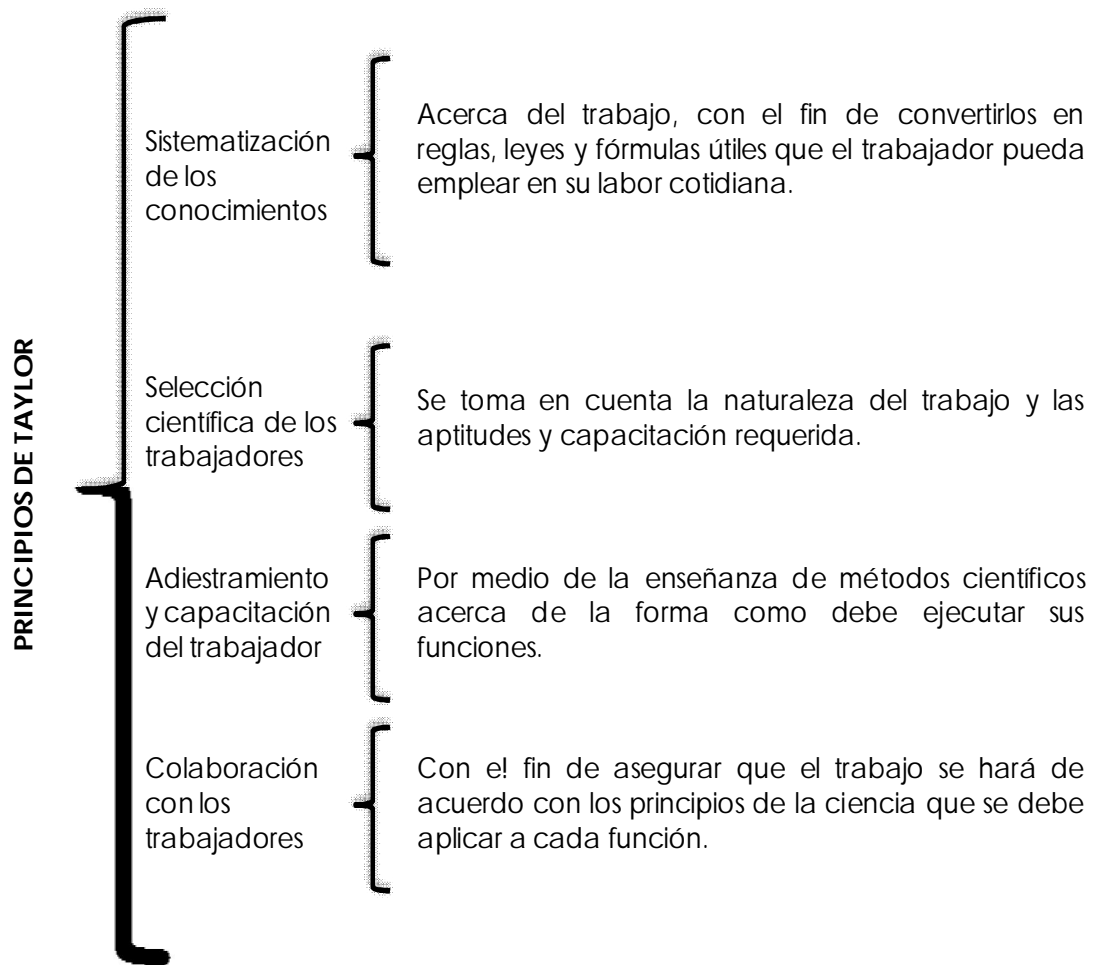 PRINCIPIOS DE TAYLOR
Sistematización
de los
conocimientos
Acerca del trabajo, con el fin de convertirlos en
reglas, leyes y fórmulas útiles que el trabajador pueda
emplear en su labor cotidiana.
Selección
científica de los
trabajadores
Se toma en cuenta la naturaleza del trabajo y las
aptitudes y capacitación requerida.
Adiestramiento
y capacitación
del trabajador
Por medio de la enseñanza de métodos científicos
acerca de la forma como debe ejecutar sus
funciones.
Colaboración
con los
trabajadores
Con e! fin de asegurar que el trabajo se hará de
acuerdo con los principios de la ciencia que se debe
aplicar a cada función.